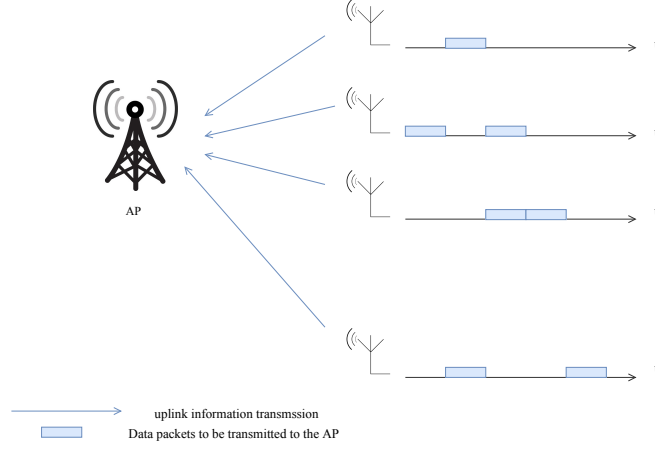 AP
uplink information transmssion
Data packets to be transmitted to the AP